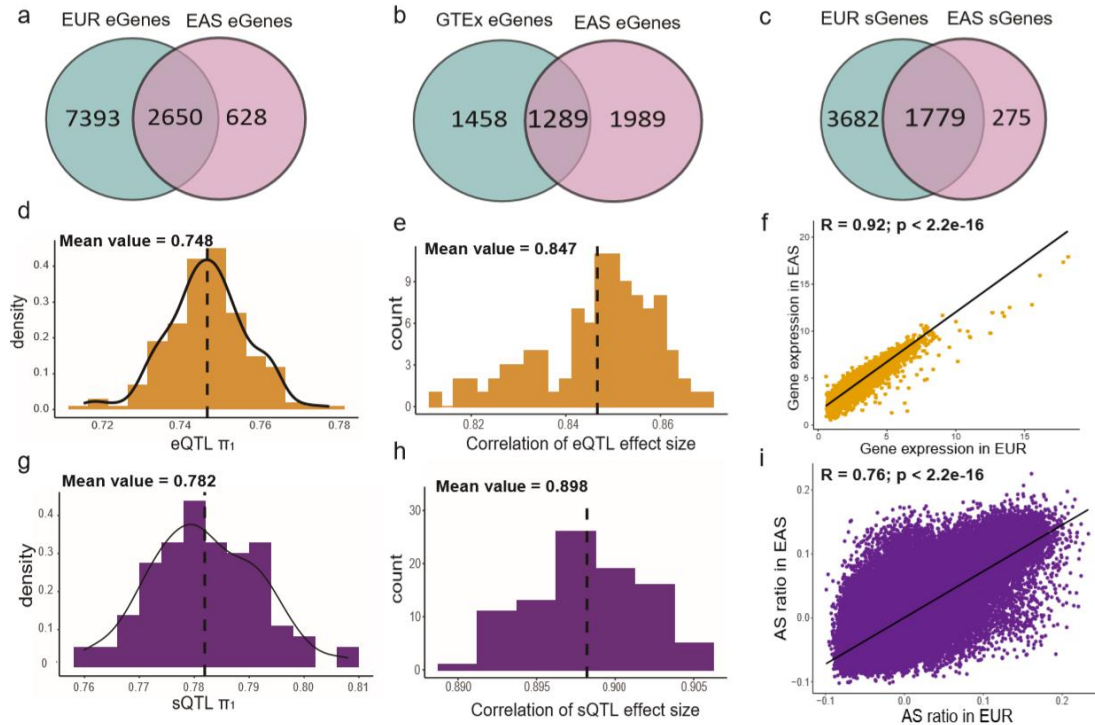 a
EUR eGenes EAS eGenes
7393 2650 628
b
GTEx eGenes EAS eGenes
1458 1289 1989
c
EUR sGenes EAS sGenes
3682 1779 275
d
Mean value = 0.748
density
0.4
0.3
0.2
0.1
0.0
0.72 0.74 0.76 0.78
eQTL π₁
e
Mean value = 0.847
count
9
6
3
0
0.82 0.84 0.86
Correlation of eQTL effect size
f
R = 0.92; p < 2.2e-16
Gene expression in EAS
20
15
10
5
0 5 10 15
Gene expression in EUR
g
Mean value = 0.782
density
0.4
0.3
0.2
0.1
0
0.76 0.77 0.78 0.79 0.80 0.81
sQTL π₁
h
Mean value = 0.898
count
30
20
10
0
0.890 0.895 0.900 0.905
Correlation of sQTL effect size
i
R = 0.76; p < 2.2e-16
AS ratio in EAS
0.2
0.1
0.0
−0.1
−0.1 0.0 0.1 0.2
AS ratio in EUR